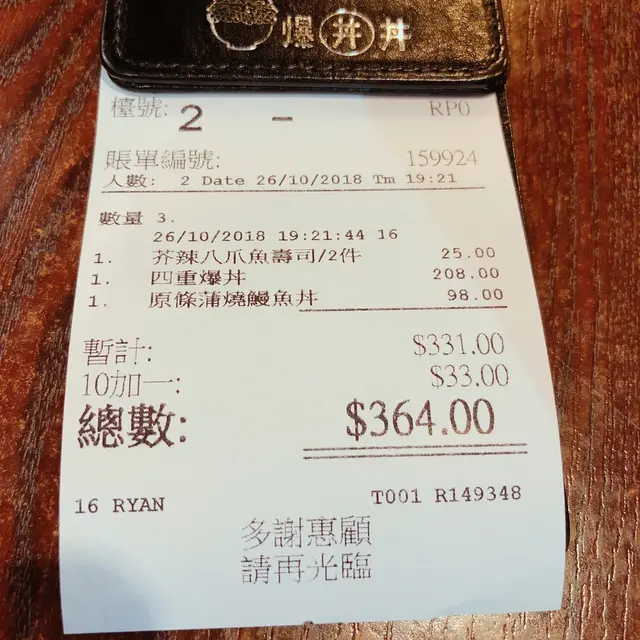 爆丼丼
檯號: 2 - RP0
賬單編號: 159924
人數: 2 Date 26/10/2018 Tm 19:21
數量 3.
26/10/2018 19:21:44 16
1. 芥辣八爪魚壽司/2件 25.00
1. 四重爆丼 208.00
1. 原條蒲燒鰻魚丼 98.00
暫計: $331.00
10加一: $33.00
總數: $364.00
16 RYAN T001 R149348
多謝惠顧
請再光臨